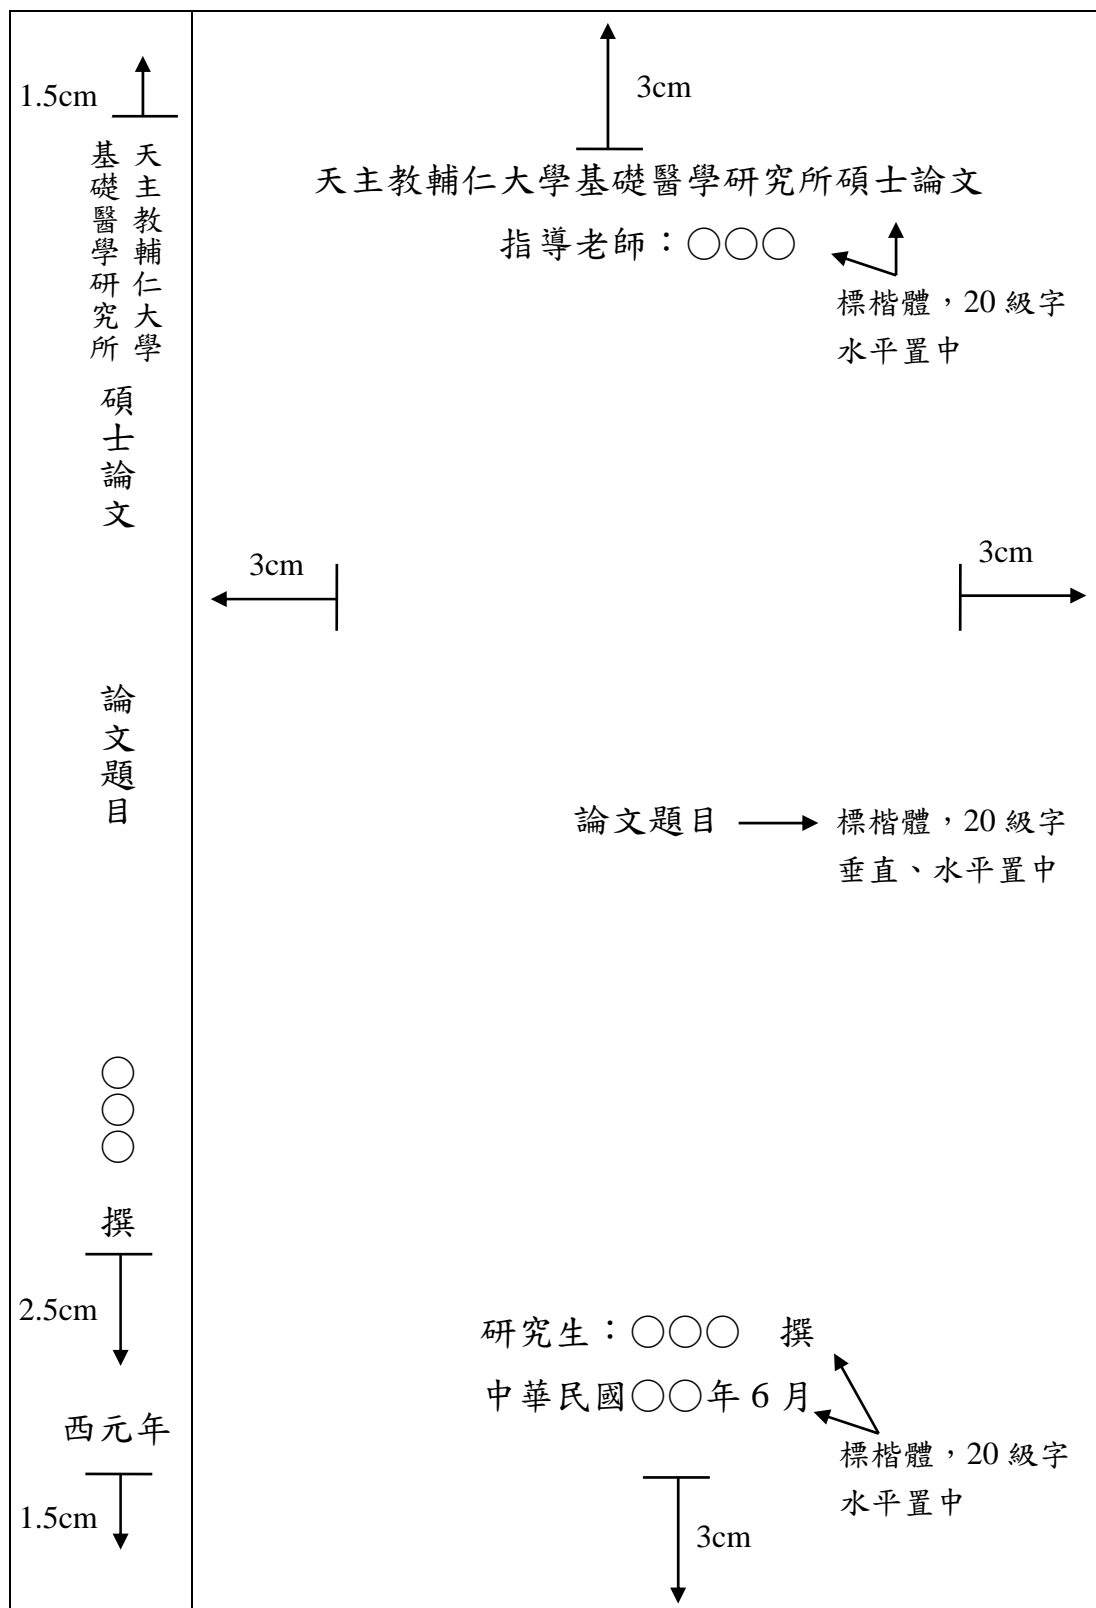 1.5cm
天主教輔仁大學
基礎醫學研究所
碩士論文
論文題目
○○○
撰
2.5cm
西元年
1.5cm
3cm
天主教輔仁大學基礎醫學研究所碩士論文
指導老師：○○○
標楷體，20 級字
水平置中
3cm
3cm
論文題目
標楷體，20 級字
垂直、水平置中
研究生：○○○　撰
中華民國○○年 6 月
標楷體，20 級字
水平置中
3cm